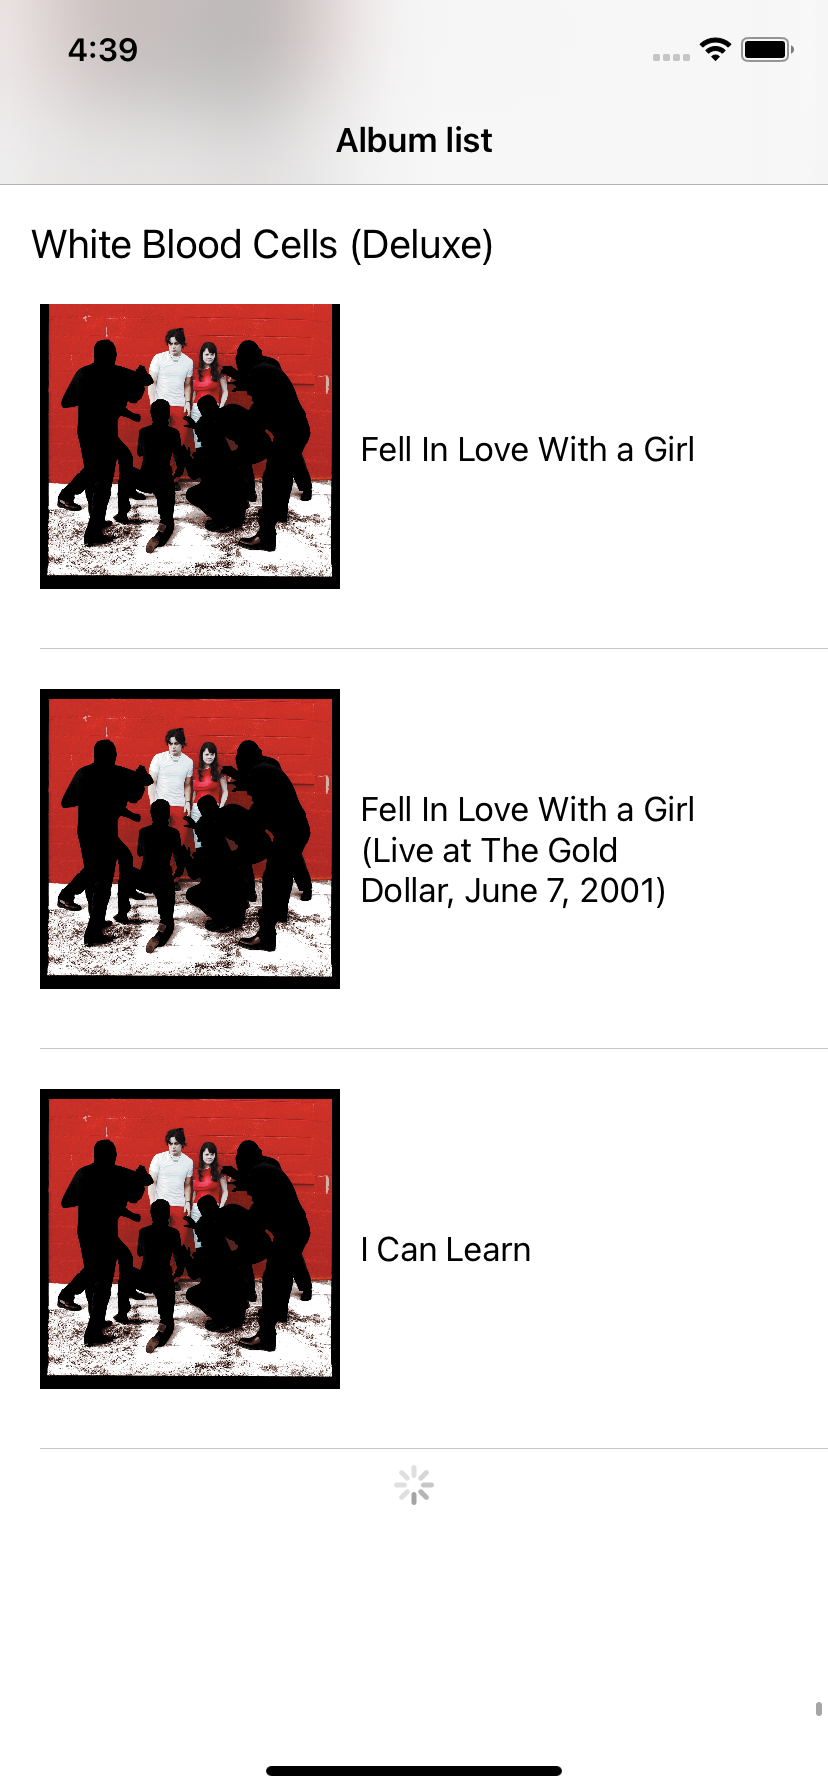 4:39
Album list
White Blood Cells (Deluxe)
Fell In Love With a Girl
Fell In Love With a Girl
(Live at The Gold
Dollar, June 7, 2001)
I Can Learn